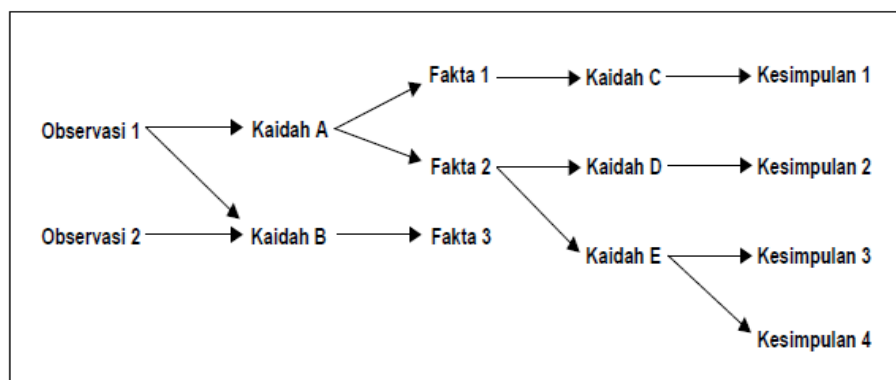 Fakta 1 Kaidah C Kesimpulan 1
Observasi 1 Kaidah A
Fakta 2 Kaidah D Kesimpulan 2
Observasi 2 Kaidah B Fakta 3
Kaidah E Kesimpulan 3
Kesimpulan 4